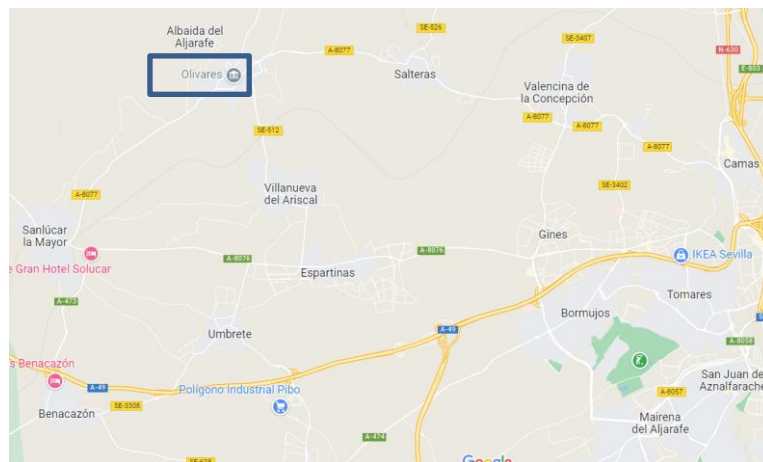 Albaida del
Aljarafe
SE-526
SE-3407
N-630
A-8077
E-803
Olivares
Salteras
Valencina de
la Concepción
A-8077
A-8077
SE-512
A-8077
Camas
A-8077
Villanueva
del Ariscal
SE-3402
Sanlúcar
la Mayor
Gines
A-8076
A-8076
IKEA Sevilla
e Gran Hotel Solucar
Espartinas
Tomares
A-473
Bormujos
Umbrete
A-49
A-8058
s Benacazón
San Juan de
Aznalfarache
A-49
Polígono Industrial Pibo
A-8057
SE-3308
Benacazón
Mairena
del Aljarafe
A-474
Google
SE-628